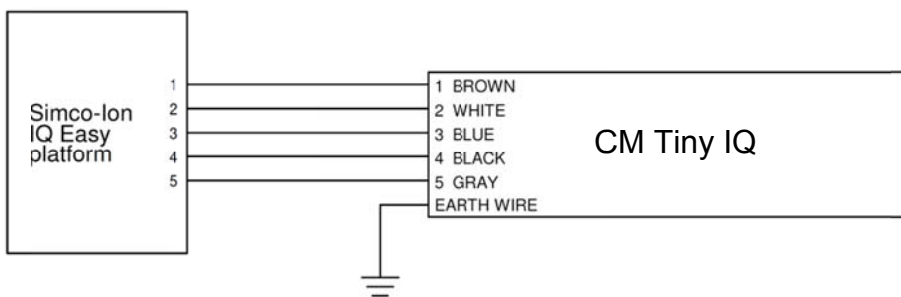 Simco-Ion
IQ Easy
platform
1
2
3
4
5
1 BROWN
2 WHITE
3 BLUE
4 BLACK
5 GRAY
EARTH WIRE
CM Tiny IQ